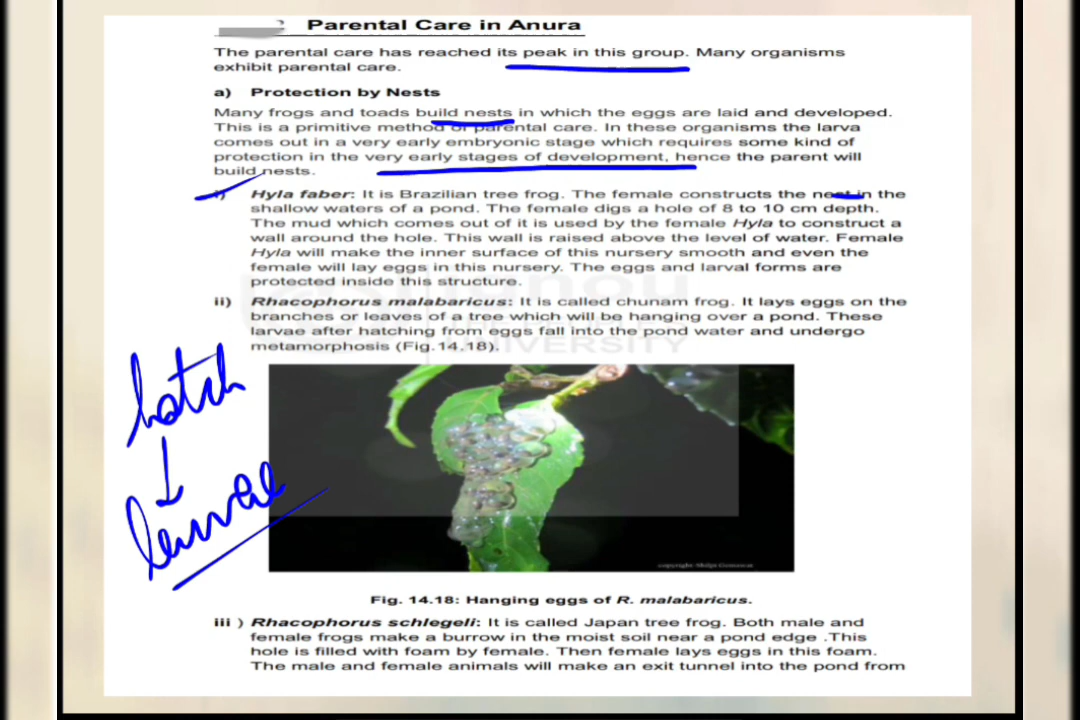 Parental Care in Anura
The parental care has reached its peak in this group. Many organisms
exhibit parental care.
a) Protection by Nests
Many frogs and toads build nests in which the eggs are laid and developed.
This is a primitive method of parental care. In these organisms the larva
comes out in a very early embryonic stage which requires some kind of
protection in the very early stages of development, hence the parent will
build nests.
i) Hyla faber: It is Brazilian tree frog. The female constructs the nest in the
shallow waters of a pond. The female digs a hole of 8 to 10 cm depth.
The mud which comes out of it is used by the female Hyla to construct a
wall around the hole. This wall is raised above the level of water. Female
Hyla will make the inner surface of this nursery smooth and even the
female will lay eggs in this nursery. The eggs and larval forms are
protected inside this structure.
ii) Rhacophorus malabaricus: It is called chunam frog. It lays eggs on the
branches or leaves of a tree which will be hanging over a pond. These
larvae after hatching from eggs fall into the pond water and undergo
metamorphosis (Fig.14.18).
UNIVERSITY
hatch
↓
larvae
Fig. 14.18: Hanging eggs of R. malabaricus.
iii ) Rhacophorus schlegeli: It is called Japan tree frog. Both male and
female frogs make a burrow in the moist soil near a pond edge .This
hole is filled with foam by female. Then female lays eggs in this foam.
The male and female animals will make an exit tunnel into the pond from